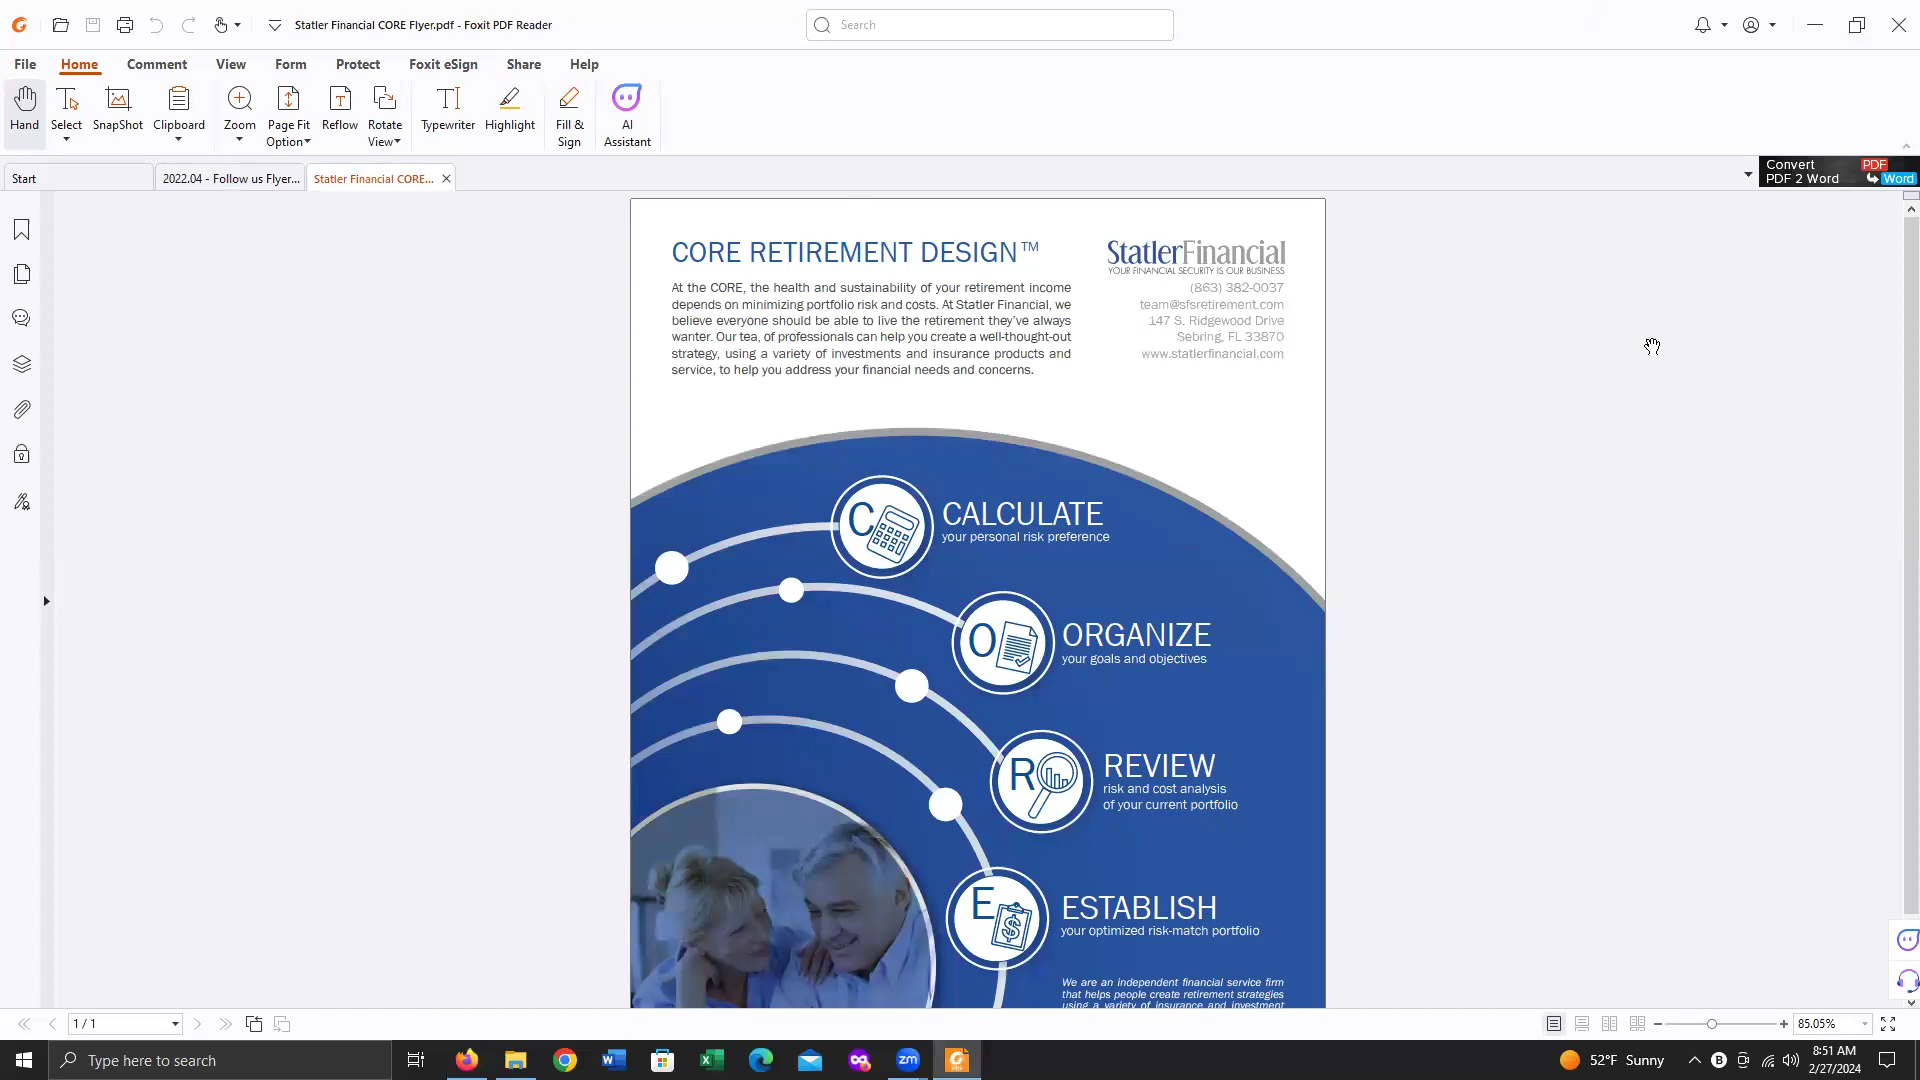 Statler Financial CORE Flyer.pdf - Foxit PDF Reader
Search
File
Home
Comment
View
Form
Protect
Foxit eSign
Share
Help
Hand
Select
SnapShot
Clipboard
Zoom
Page Fit
Option
Reflow
Rotate
View
Typewriter
Highlight
Fill &
Sign
AI
Assistant
Start
2022.04 - Follow us Flyer...
Statler Financial CORE...
Convert
PDF 2 Word
PDF
Word
CORE RETIREMENT DESIGN™
At the CORE, the health and sustainability of your retirement income
depends on minimizing portfolio risk and costs. At Statler Financial, we
believe everyone should be able to live the retirement they've always
wanter. Our tea, of professionals can help you create a well-thought-out
strategy, using a variety of investments and insurance products and
service, to help you address your financial needs and concerns.
StatlerFinancial
YOUR FINANCIAL SECURITY IS OUR BUSINESS
(863) 382-0037
team@sfsretirement.com
147 S. Ridgewood Drive
Sebring, FL 33870
www.statlerfinancial.com
C
CALCULATE
your personal risk preference
O
ORGANIZE
your goals and objectives
R
REVIEW
risk and cost analysis
of your current portfolio
E
$
ESTABLISH
your optimized risk-match portfolio
We are an independent financial service firm
that helps people create retirement strategies
using a variety of insurance and investment
1 / 1
85.05%
Type here to search
52°F Sunny
8:51 AM
2/27/2024